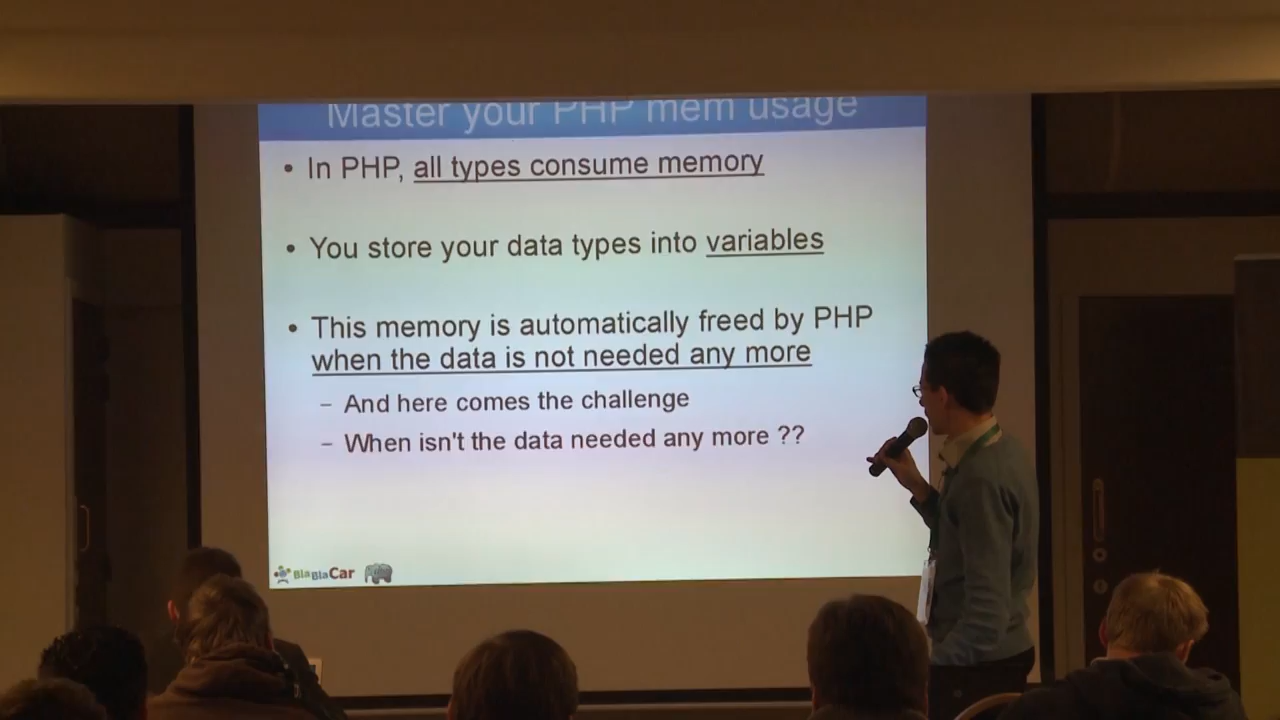 Master your PHP mem usage
• In PHP, all types consume memory
• You store your data types into variables
• This memory is automatically freed by PHP
when the data is not needed any more
– And here comes the challenge
– When isn't the data needed any more ??
BlaBlaCar